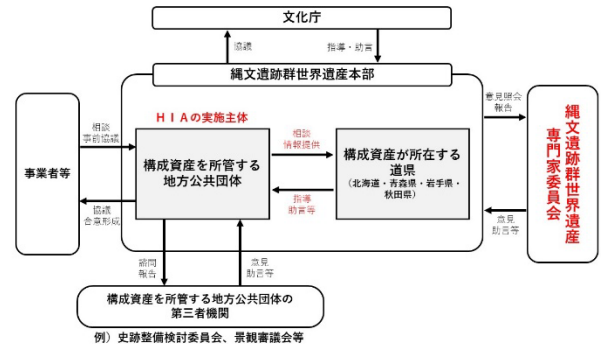 文化庁
協議
指導・助言
縄文遺跡群世界遺産本部
HIAの実施主体
事業者等
相談
事前協議
協議
合意形成
構成資産を所管する
地方公共団体
相談
情報提供
指導
助言等
構成資産が所在する
道県
(北海道・青森県・岩手県・
秋田県)
意見照会
報告
意見
助言等
縄文遺跡群世界遺産
専門家委員会
諮問
報告
意見
助言等
構成資産を所管する地方公共団体の
第三者機関
例）史跡整備検討委員会、景観審議会等